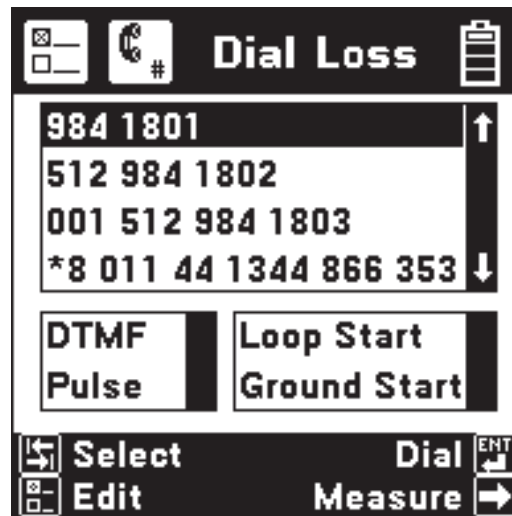 # Dial Loss
984 1801
512 984 1802
001 512 984 1803
*8 011 44 1344 866 353
DTMF
Pulse
Loop Start
Ground Start
Select
Dial ENT
Edit
Measure